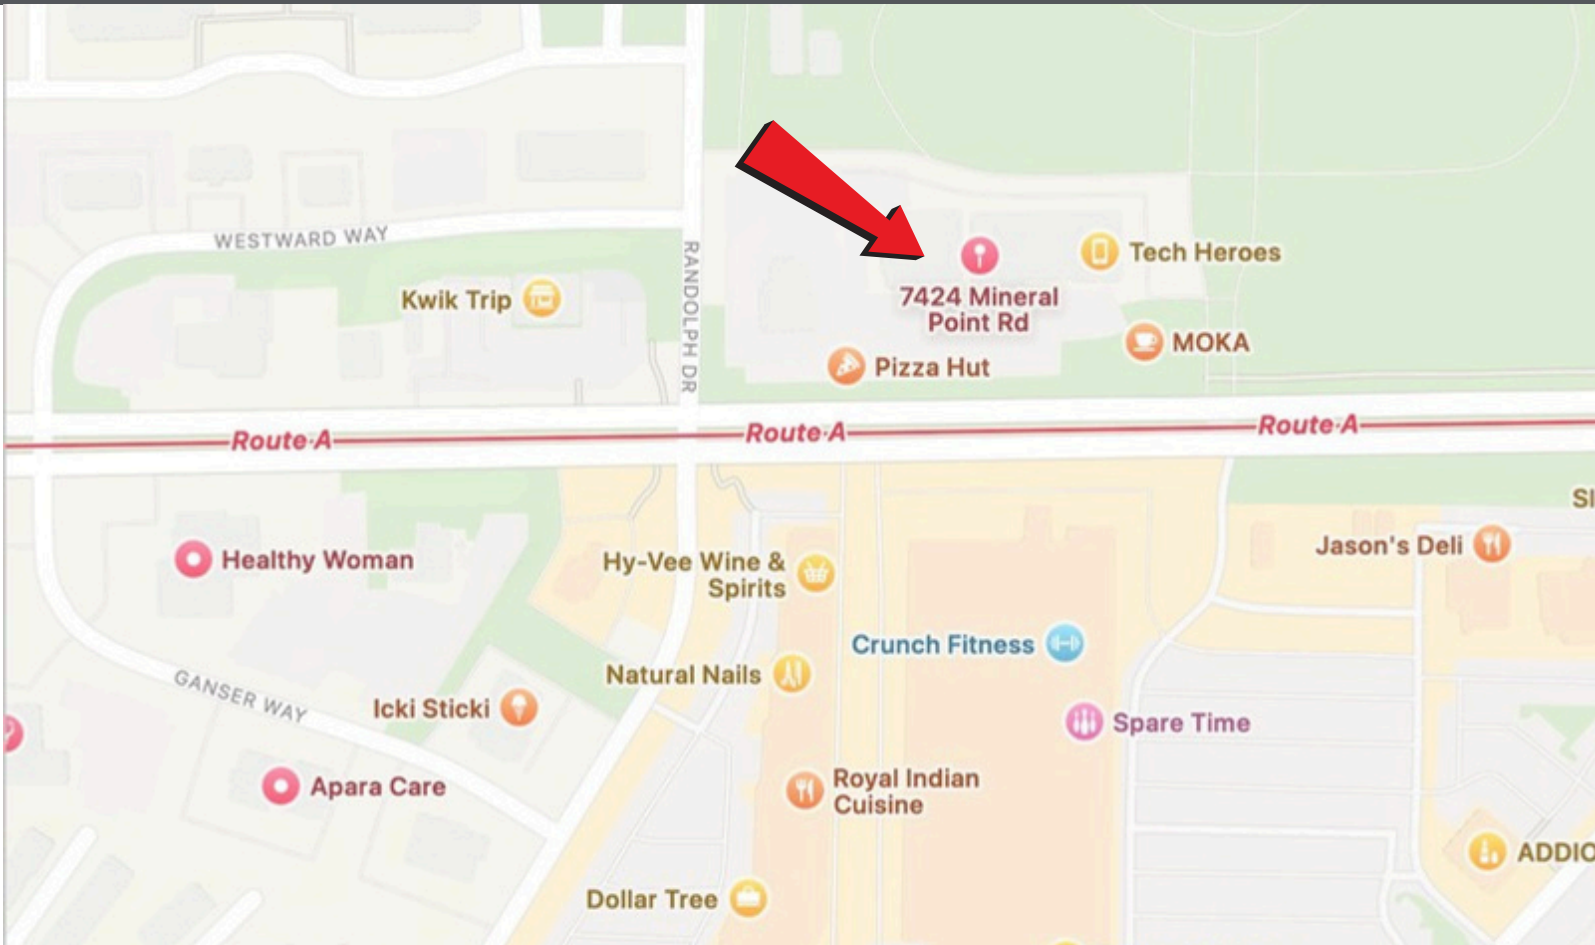 WESTWARD WAY
RANDOLPH DR
Tech Heroes
Kwik Trip
7424 Mineral
Point Rd
MOKA
Pizza Hut
Route A
Route A
Route A
Jason's Deli
Healthy Woman
Hy-Vee Wine &
Spirits
Crunch Fitness
Natural Nails
GANSER WAY
Icki Sticki
Spare Time
Apara Care
Royal Indian
Cuisine
ADDIO
Dollar Tree